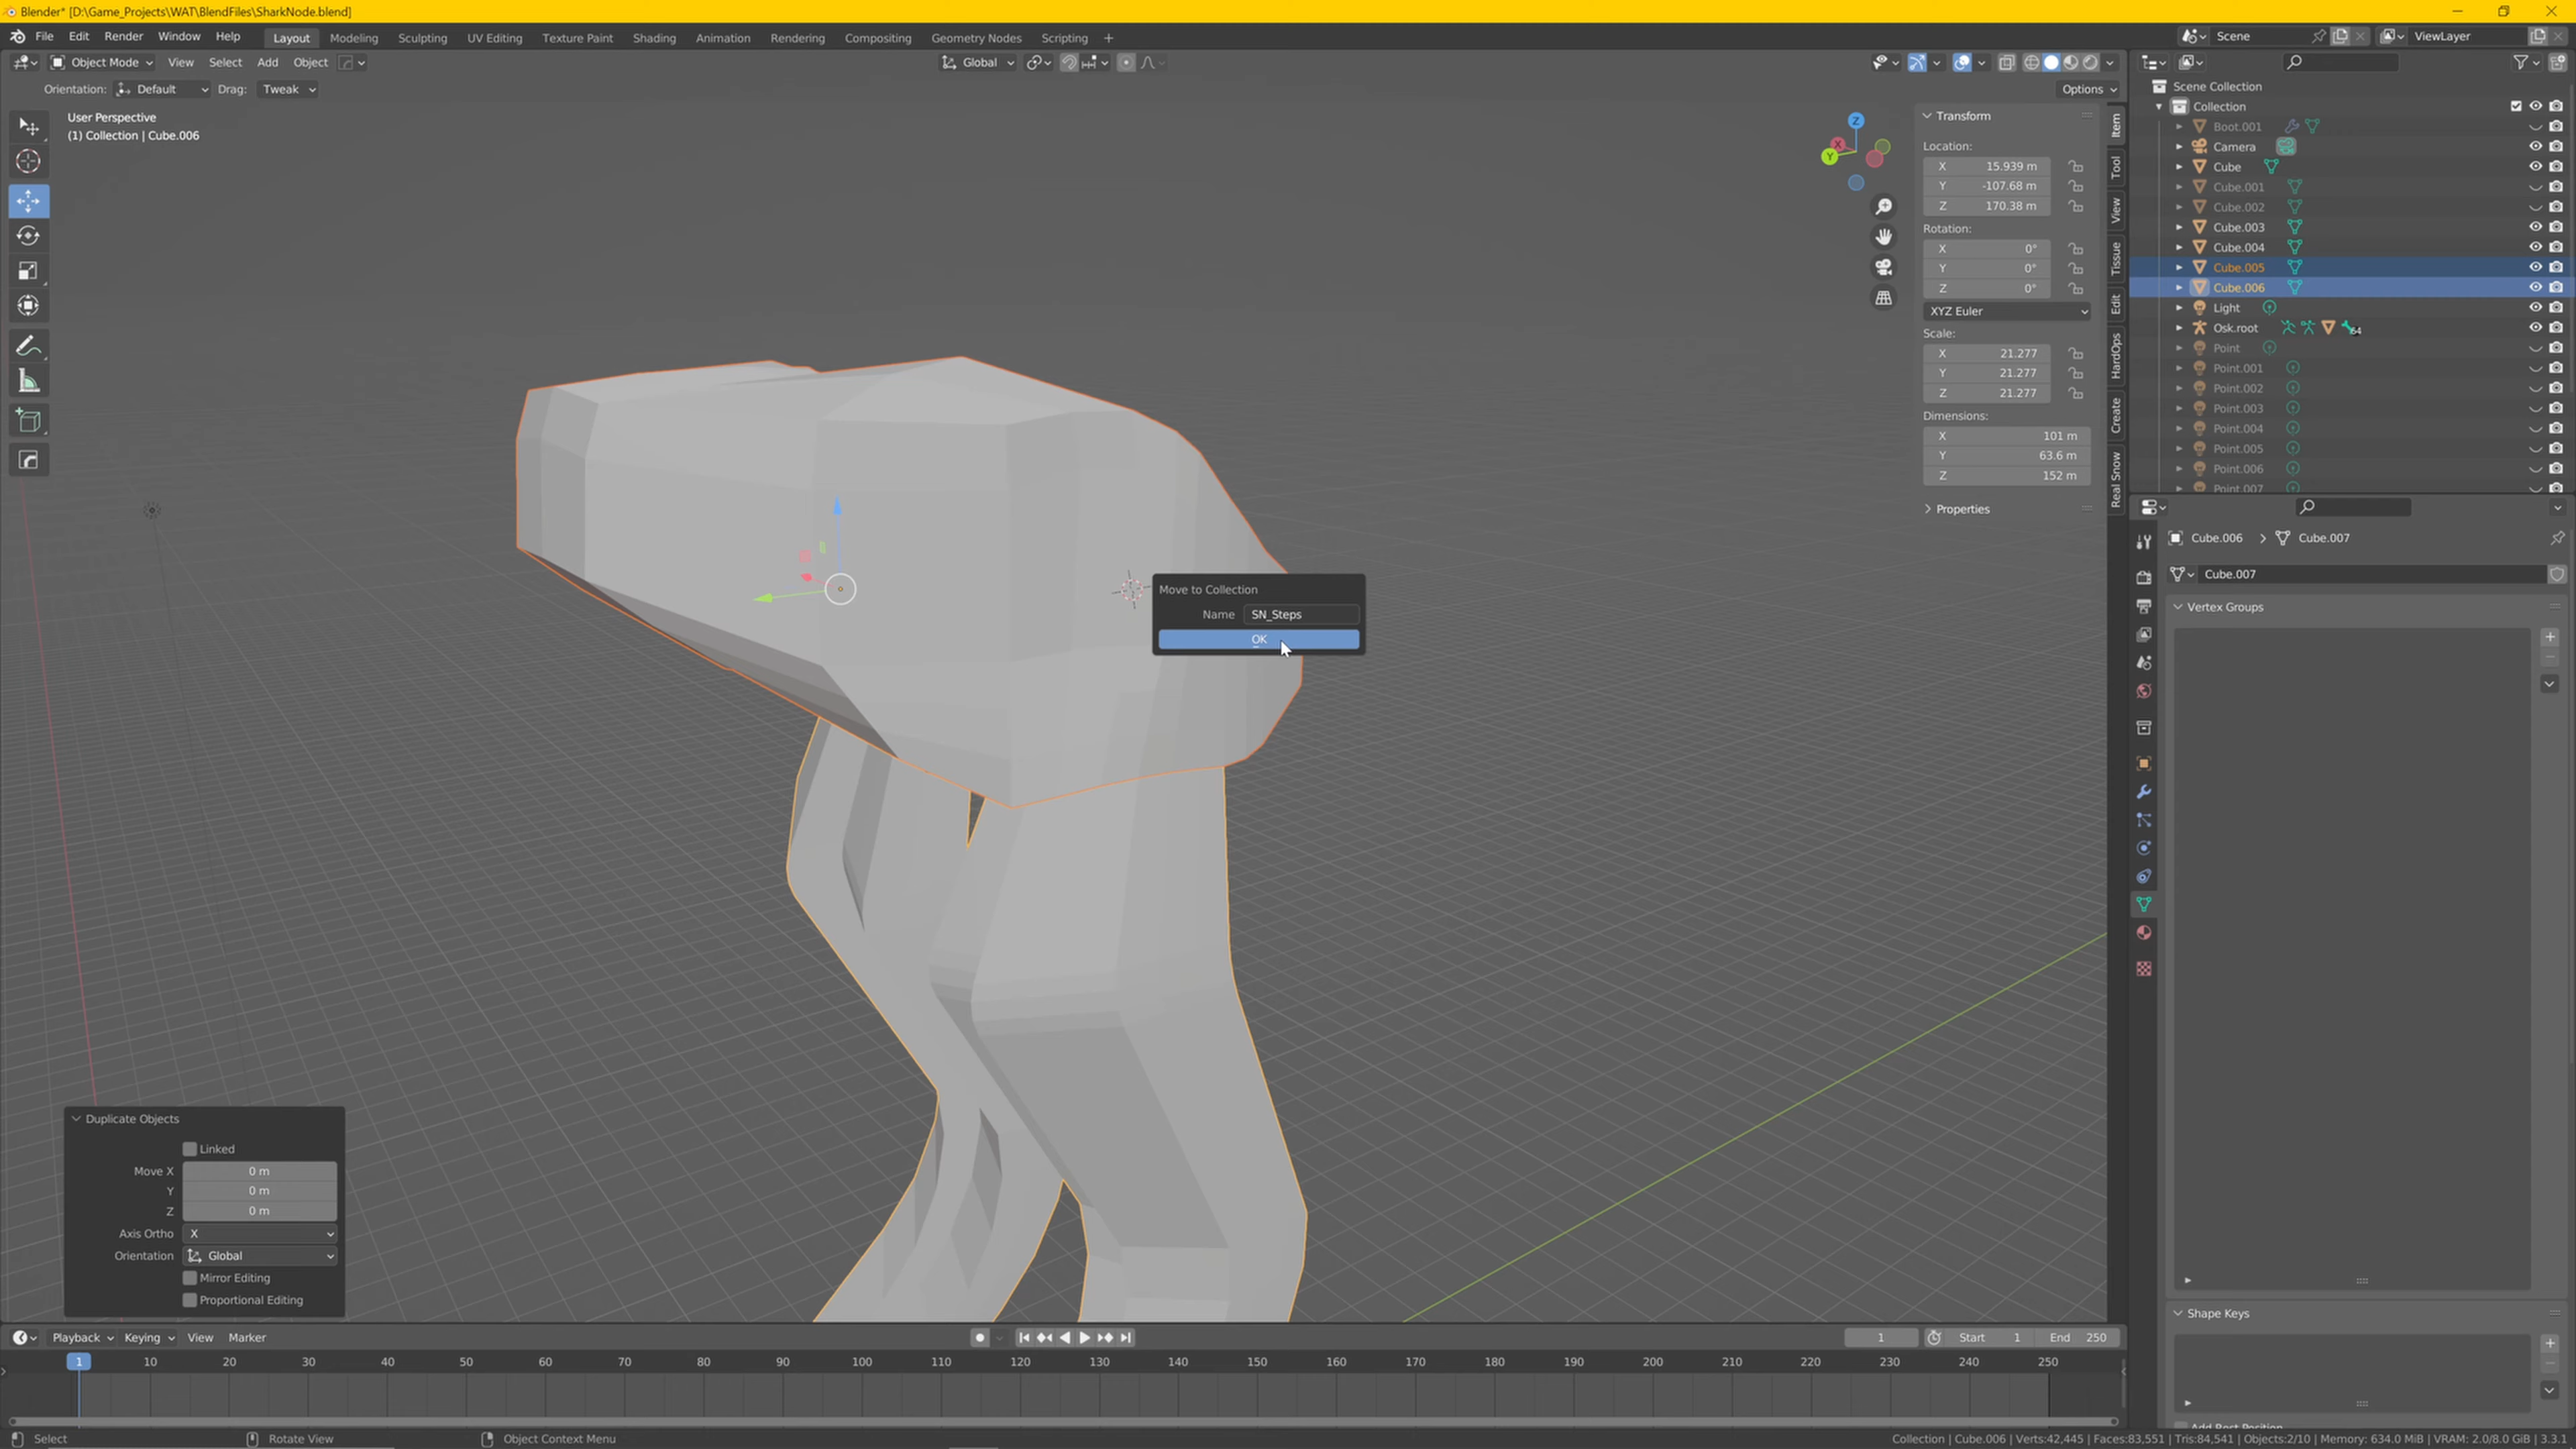 Blender* [D:\Game_Projects\WAT\BlendFiles\SharkNode.blend]
File Edit Render Window Help Layout Modeling Sculpting UV Editing Texture Paint Shading Animation Rendering Compositing Geometry Nodes Scripting + Scene ViewLayer
Object Mode View Select Add Object Global
Orientation: Default Drag: Tweak Options
User Perspective
(1) Collection | Cube.006
Z
X
Y
Transform
Location:
X 15.939 m
Y -107.68 m
Z 170.38 m
Rotation:
X 0°
Y 0°
Z 0°
XYZ Euler
Scale:
X 21.277
Y 21.277
Z 21.277
Dimensions:
X 101 m
Y 63.6 m
Z 152 m
Properties
Item
Tool
View
Tissue
Edit
HardOps
Create
Real Snow
Scene Collection
Collection
Boot.001
Camera
Cube
Cube.001
Cube.002
Cube.003
Cube.004
Cube.005
Cube.006
Light
Osk.root 64
Point
Point.001
Point.002
Point.003
Point.004
Point.005
Point.006
Point.007
Cube.006 Cube.007
Cube.007
Vertex Groups
Shape Keys
Add Rest Position
Move to Collection
Name SN_Steps
OK
Duplicate Objects
Linked
Move X 0 m
Y 0 m
Z 0 m
Axis Ortho X
Orientation Global
Mirror Editing
Proportional Editing
Playback Keying View Marker 1 Start 1 End 250
1 10 20 30 40 50 60 70 80 90 100 110 120 130 140 150 160 170 180 190 200 210 220 230 240 250
Select Rotate View Object Context Menu Collection | Cube.006 | Verts:42,445 | Faces:83,551 | Tris:84,541 | Objects:2/10 | Memory: 634.0 MiB | VRAM: 2.0/8.0 GiB | 3.3.1